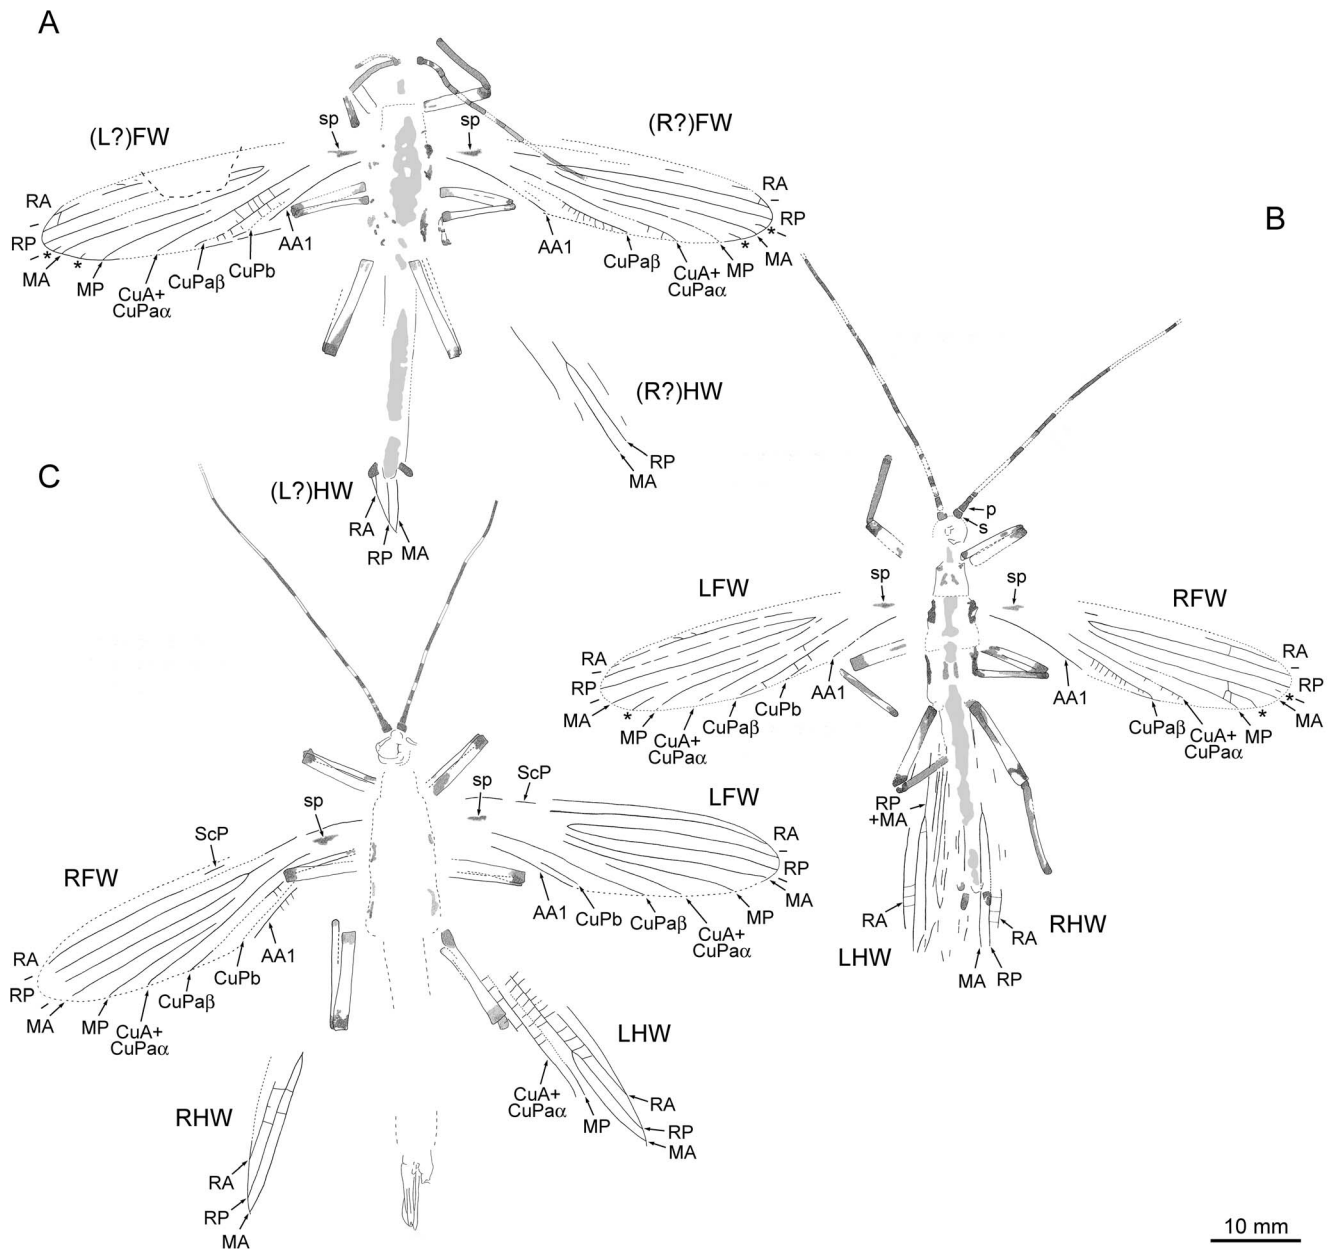 A
(L?)FW
sp
sp
(R?)FW
RA
RP
*
*
MA
MP
CuA+
CuPaα
CuPaβ
CuPb
AA1
AA1
CuPaβ
CuA+
CuPaα
MP
*
MA
*
RP
RA
(R?)HW
RP
MA
(L?)HW
RA
RP
MA
B
p
s
LFW
sp
sp
RFW
RA
RP
MA
*
MP
CuA+
CuPaα
CuPaβ
CuPb
AA1
AA1
CuPaβ
CuA+
CuPaα
MP
*
MA
*
RP
RA
RP
+MA
RA
LHW
MA
RP
RA
RHW
C
ScP
sp
sp
ScP
LFW
RFW
RA
RP
MA
MP
CuA+
CuPaα
CuPaβ
CuPb
AA1
AA1
CuPb
CuPaβ
CuA+
CuPaα
MP
MA
RP
RA
LHW
CuA+
CuPaα
MP
RA
RP
MA
RHW
RA
RP
MA
10 mm